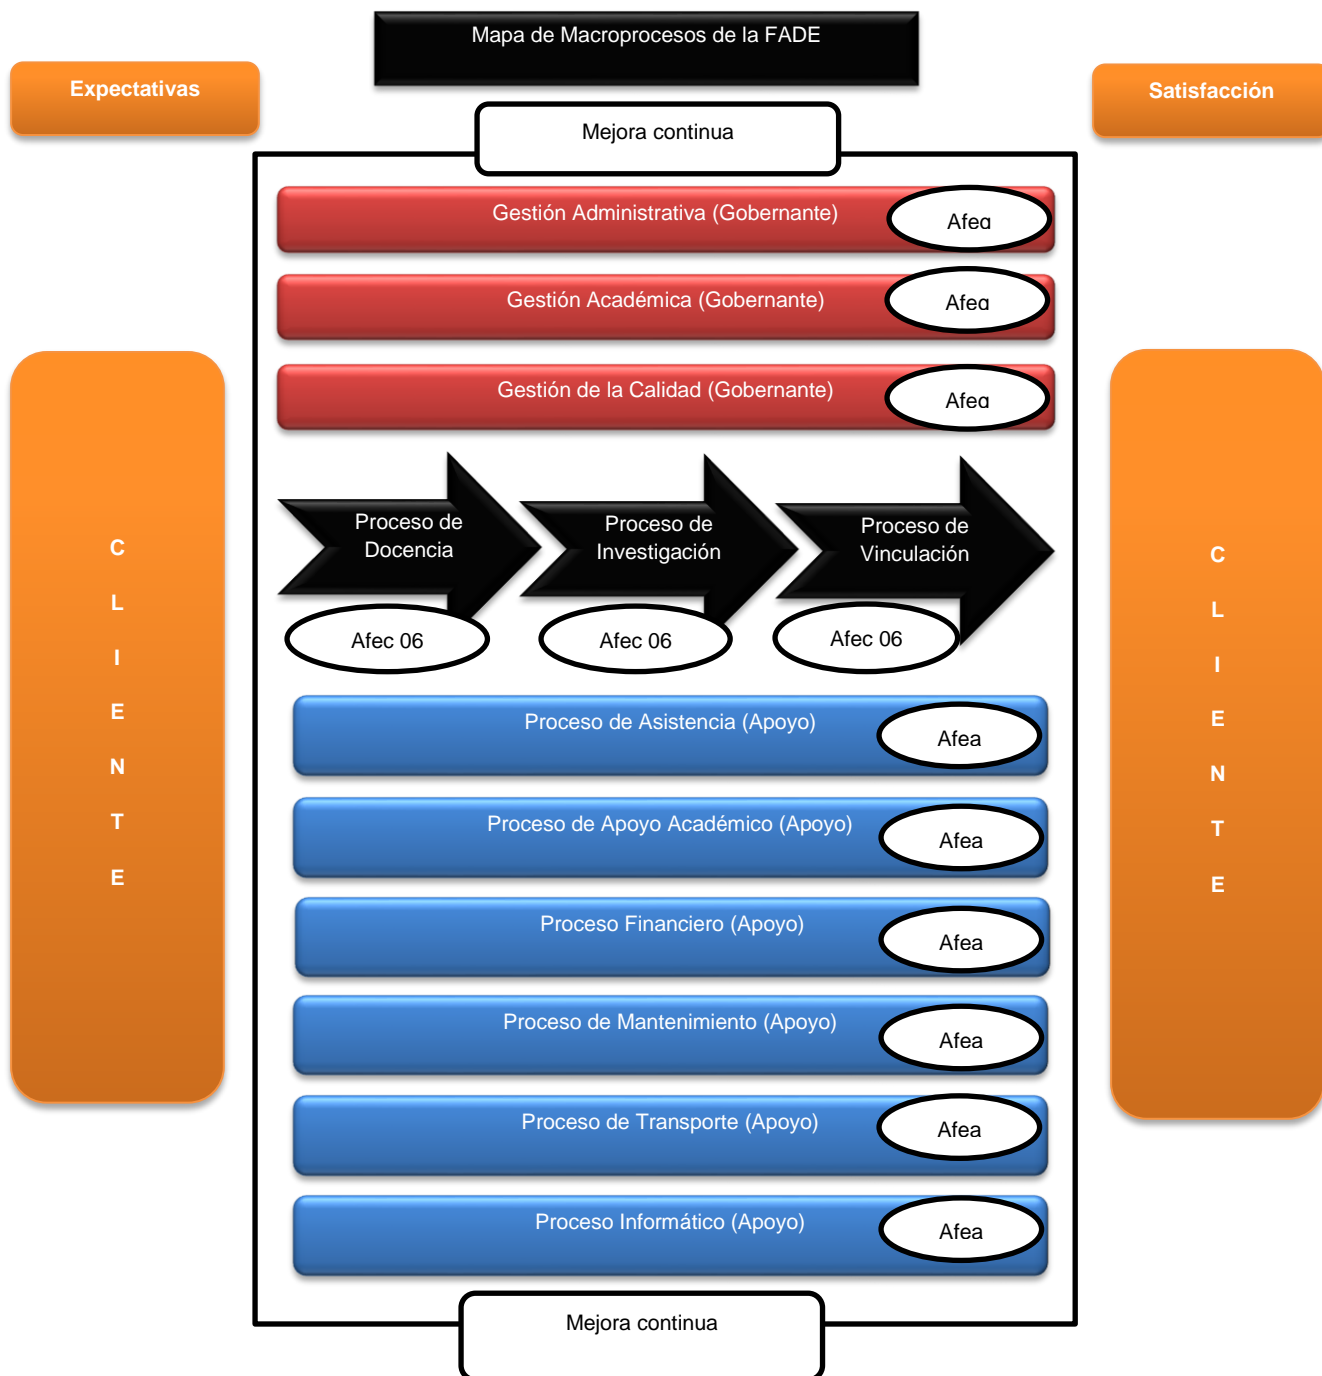 Mapa de Macroprocesos de la FADE
Expectativas
Satisfacción
Mejora continua
Gestión Administrativa (Gobernante)
Afea
Gestión Académica (Gobernante)
Afea
Gestión de la Calidad (Gobernante)
Afea
Proceso de
Docencia
Proceso de
Investigación
Proceso de
Vinculación
Afec 06
Afec 06
Afec 06
Proceso de Asistencia (Apoyo)
Afea
Proceso de Apoyo Académico (Apoyo)
Afea
Proceso Financiero (Apoyo)
Afea
Proceso de Mantenimiento (Apoyo)
Afea
Proceso de Transporte (Apoyo)
Afea
Proceso Informático (Apoyo)
Afea
Mejora continua
C
L
I
E
N
T
E
C
L
I
E
N
T
E